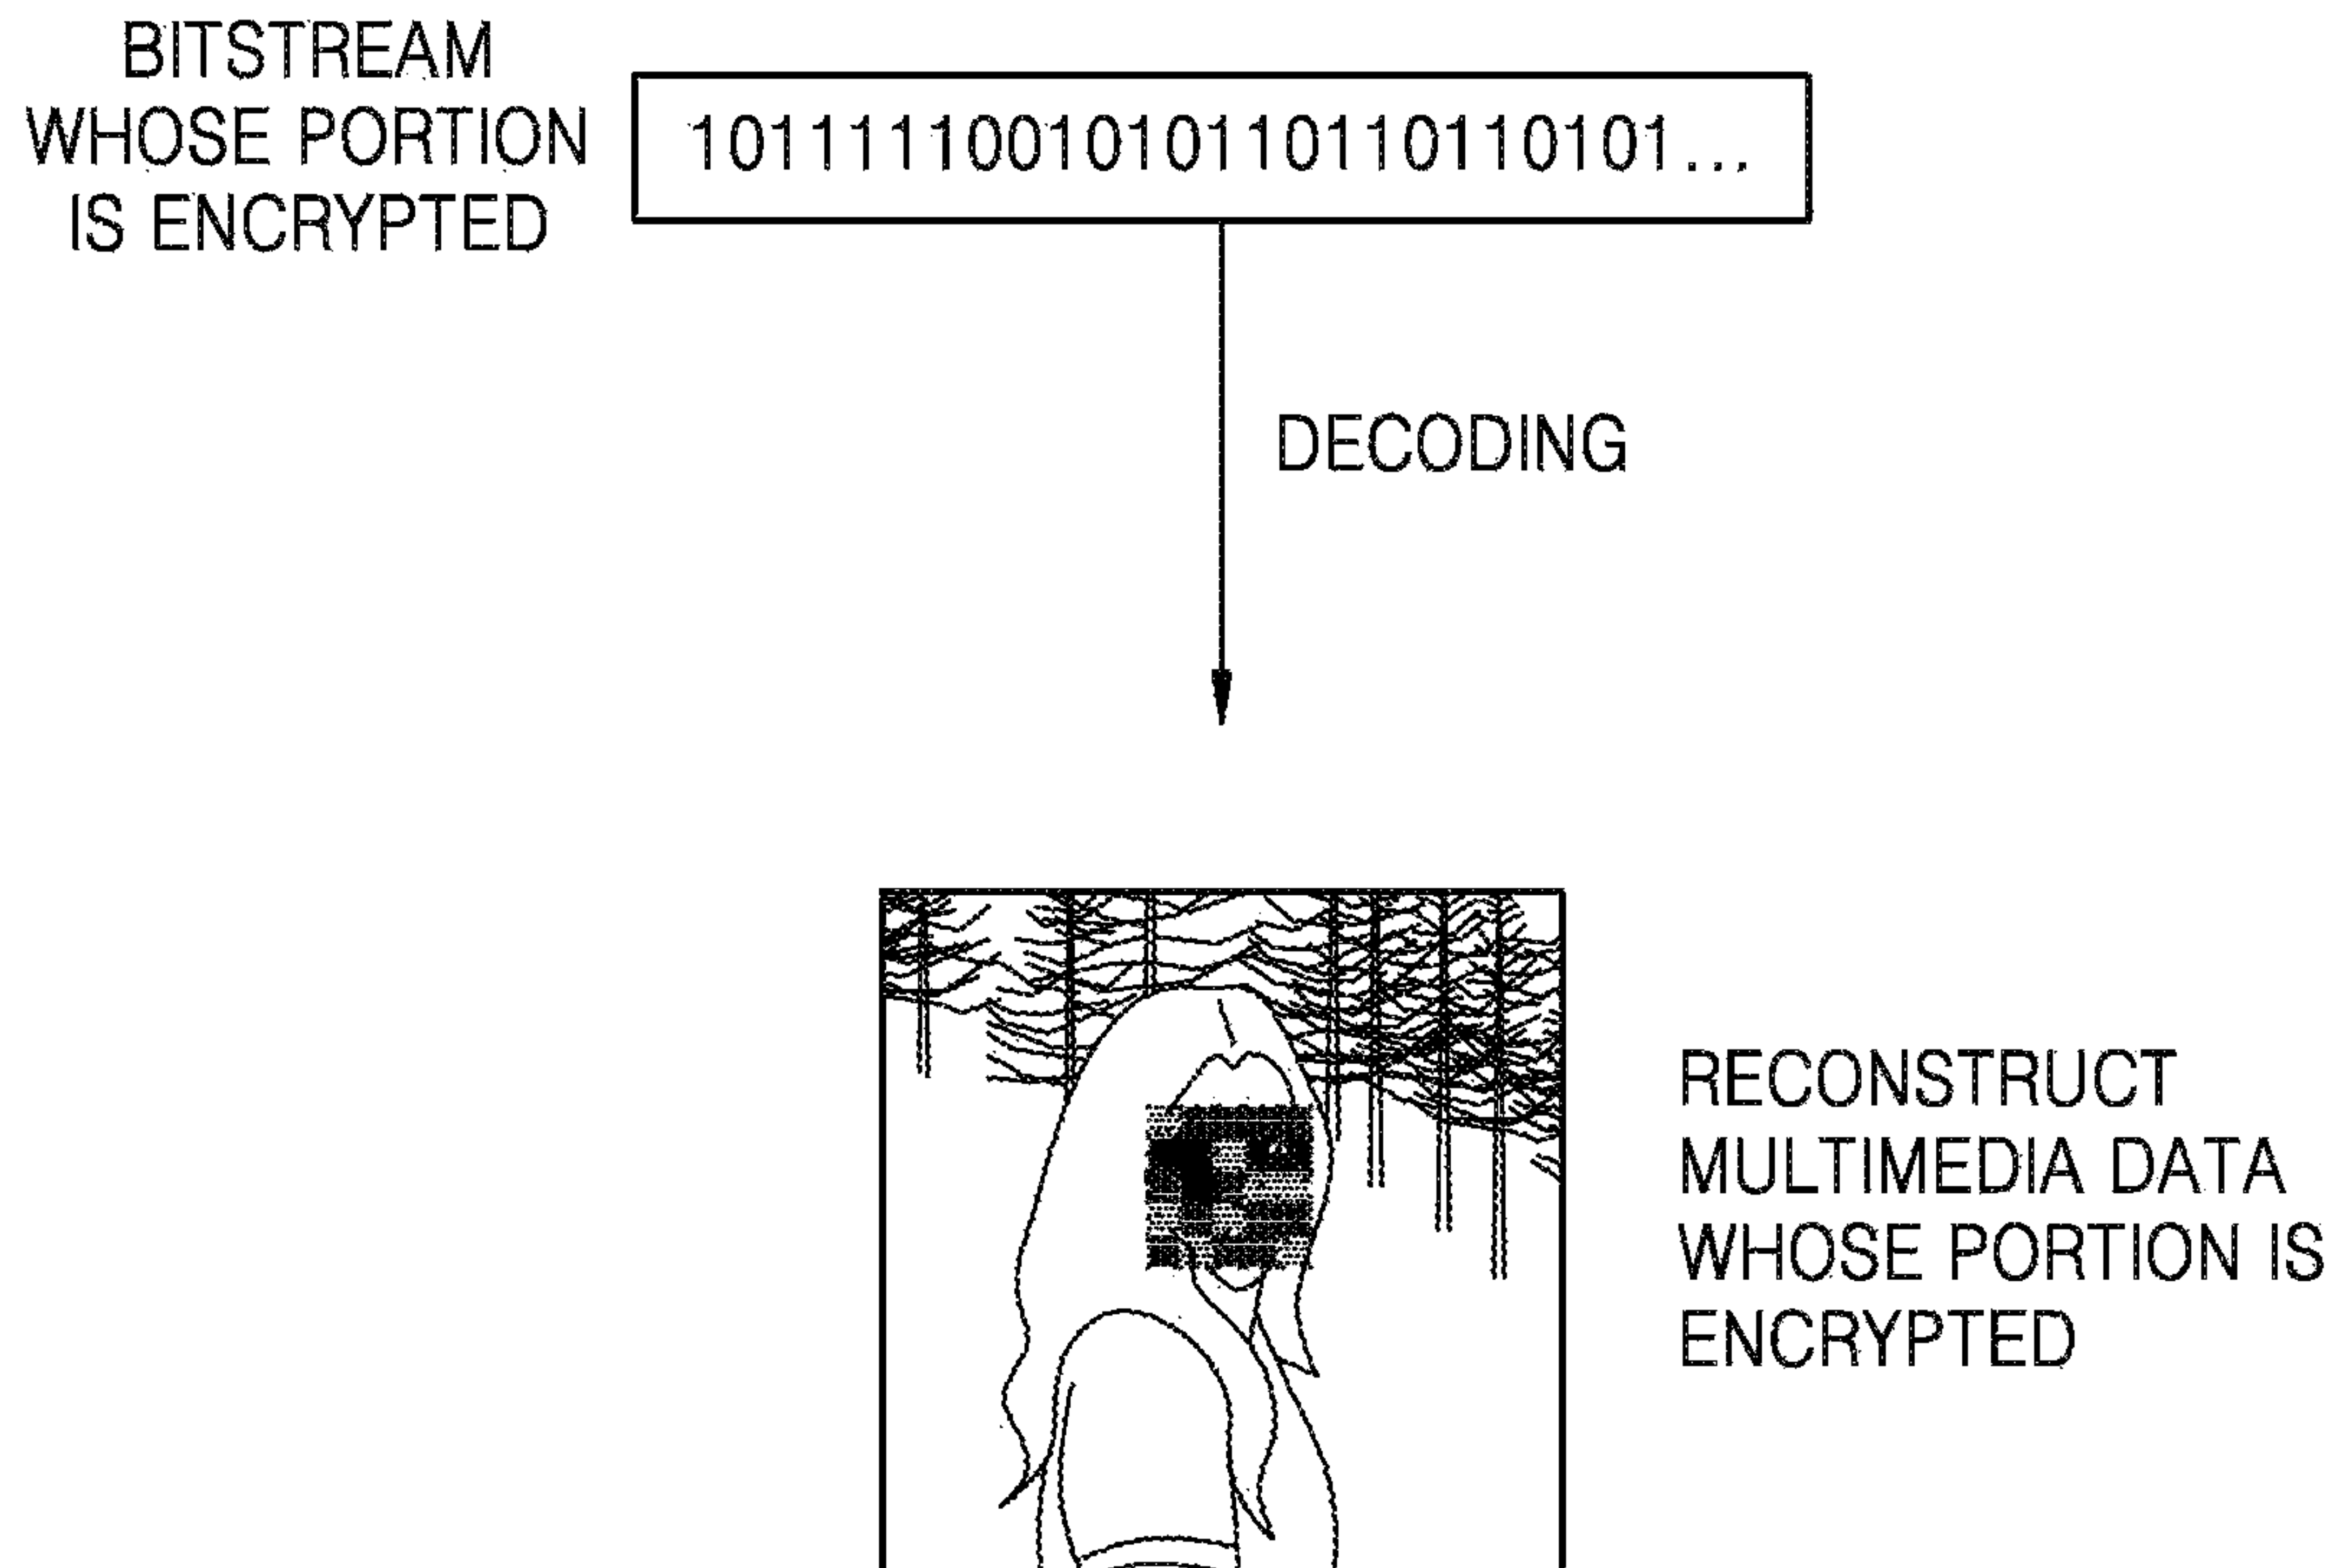 BITSTREAM
WHOSE PORTION
IS ENCRYPTED
1011111001010110110110101...
DECODING
RECONSTRUCT
MULTIMEDIA DATA
WHOSE PORTION IS
ENCRYPTED